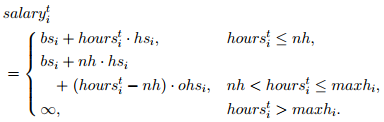 salary_i^t
= { bs_i + hours_i^t · hs_i, hours_i^t ≤ nh,
bs_i + nh · hs_i
+ (hours_i^t − nh) · ohs_i, nh < hours_i^t ≤ maxh_i,
∞, hours_i^t > maxh_i.